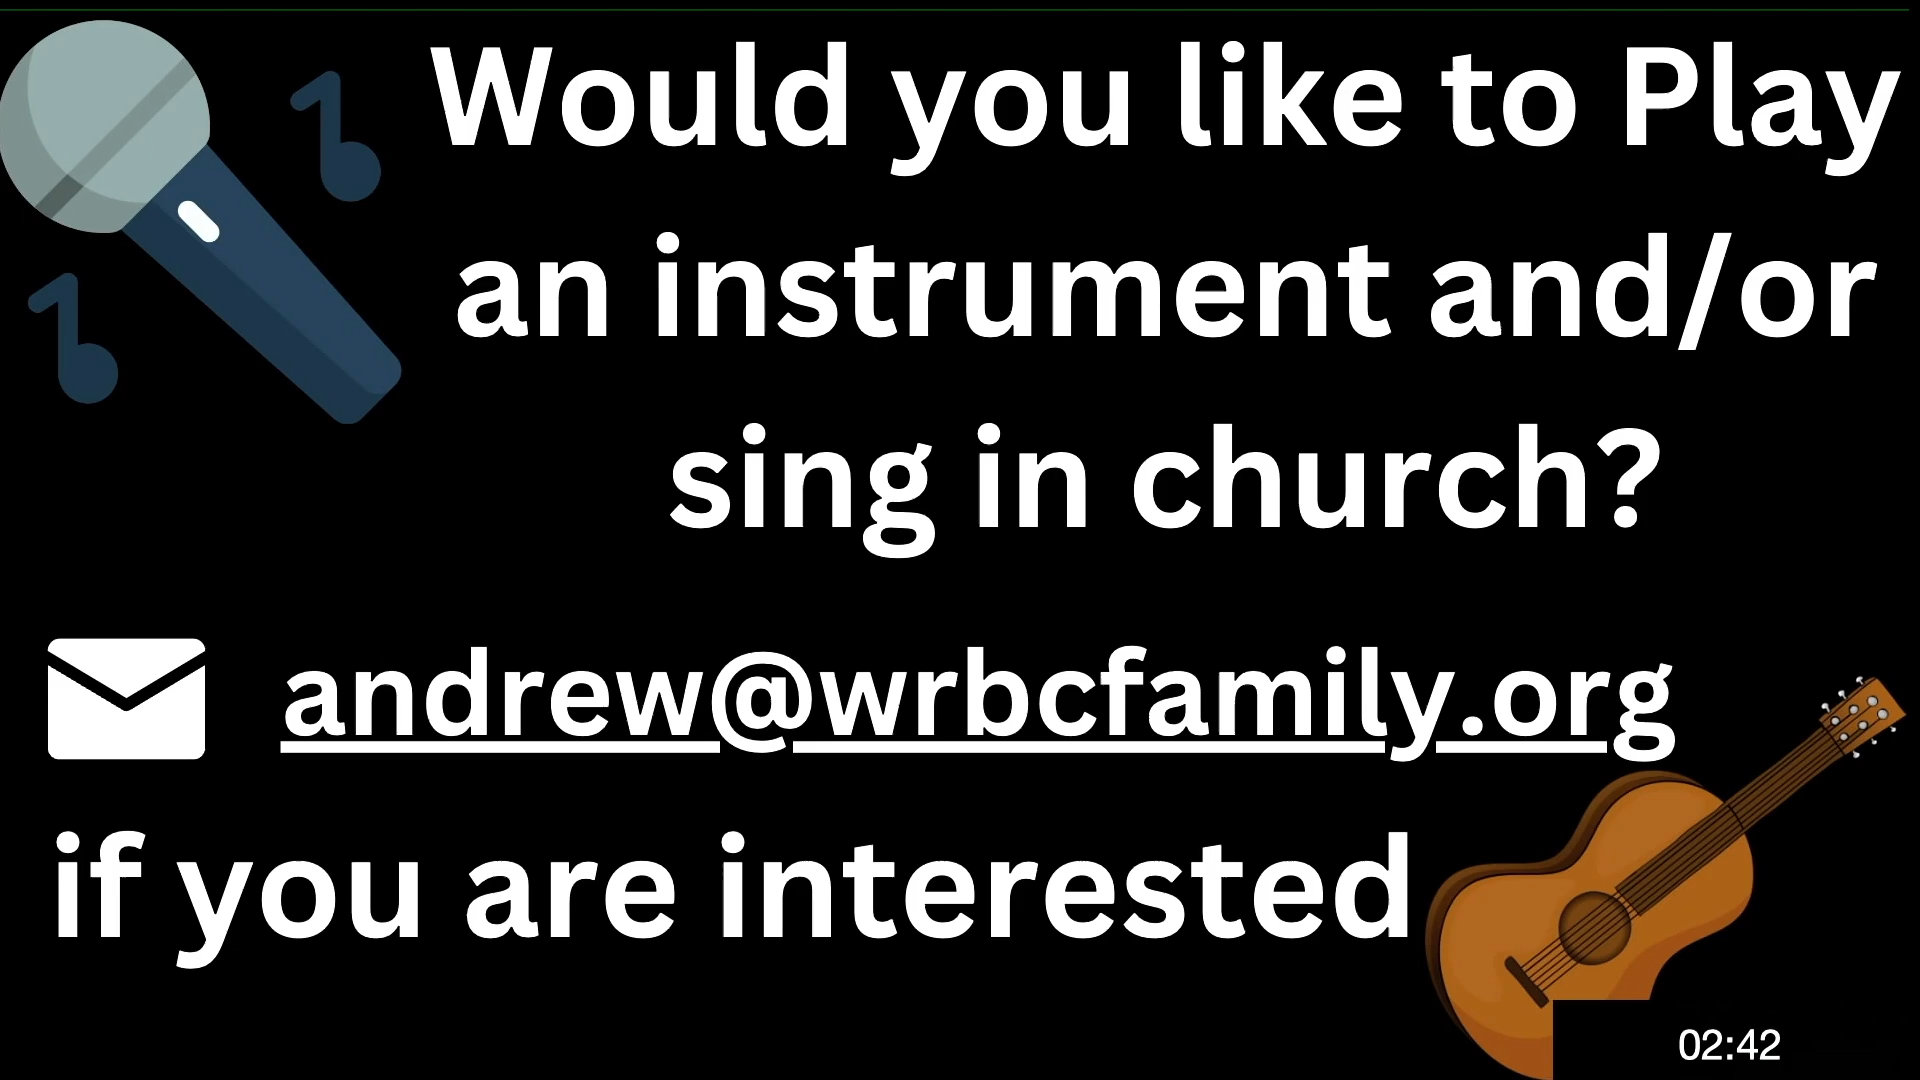 Would you like to Play
an instrument and/or
sing in church?
andrew@wrbcfamily.org
if you are interested
02:42